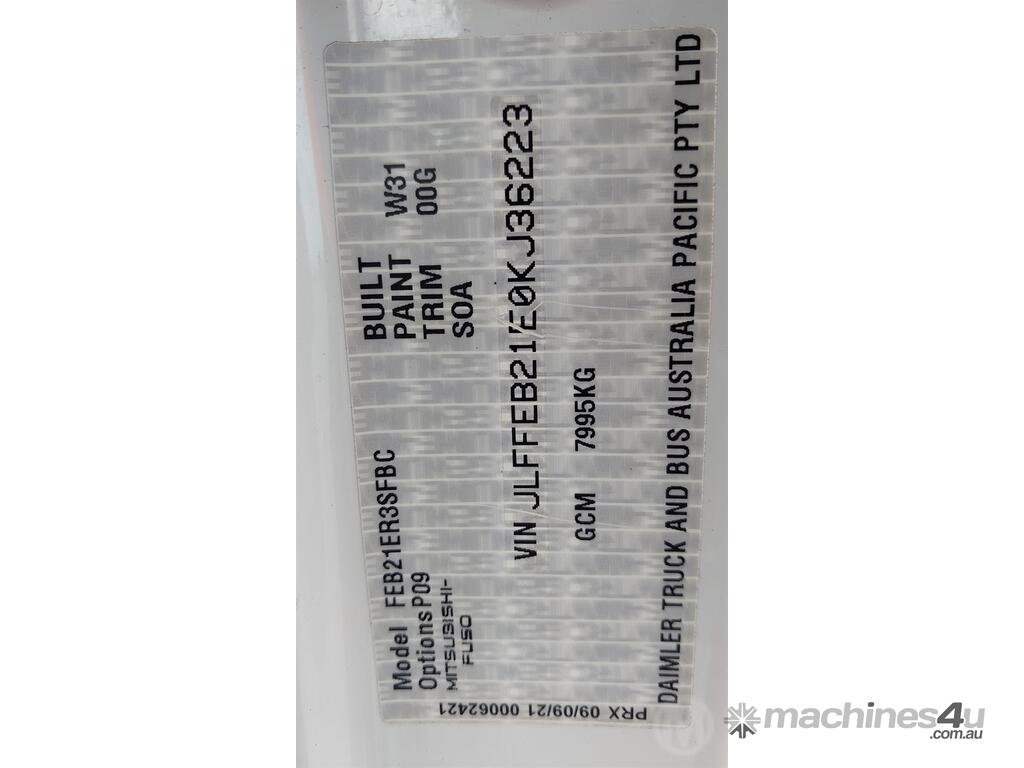 Model FEB21ER3SFBC
Options P09
MITSUBISHI-
FUSO
BUILT
PAINT W31
TRIM 00G
SOA
VIN JLFFEB21E0KJ36223
GCM 7995KG
DAIMLER TRUCK AND BUS AUSTRALIA PACIFIC PTY LTD
PRX 09/09/21 00062421
machines4u
.com.au